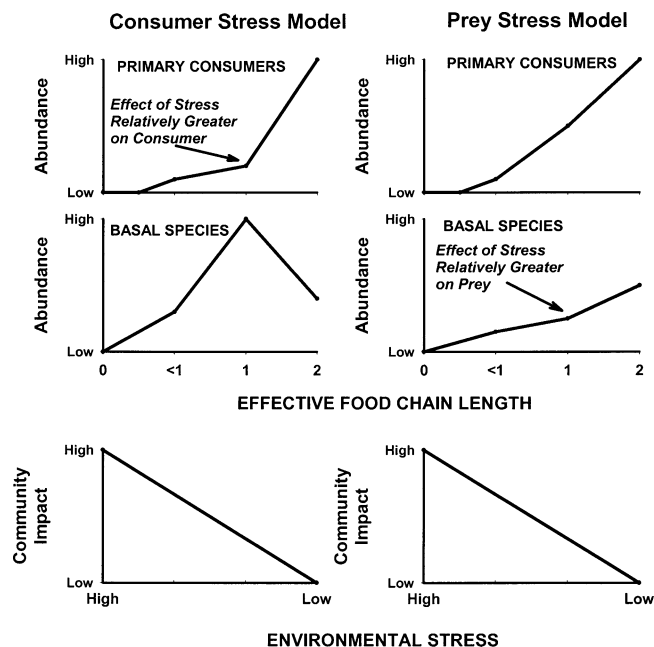 Consumer Stress Model
Prey Stress Model
High
PRIMARY CONSUMERS
Effect of Stress
Relatively Greater
on Consumer
Abundance
Low
High
PRIMARY CONSUMERS
Abundance
Low
High
BASAL SPECIES
Abundance
Low
0
<1
1
2
High
BASAL SPECIES
Effect of Stress
Relatively Greater
on Prey
Abundance
Low
0
<1
1
2
EFFECTIVE FOOD CHAIN LENGTH
High
Community
Impact
Low
High
Low
High
Community
Impact
Low
High
Low
ENVIRONMENTAL STRESS